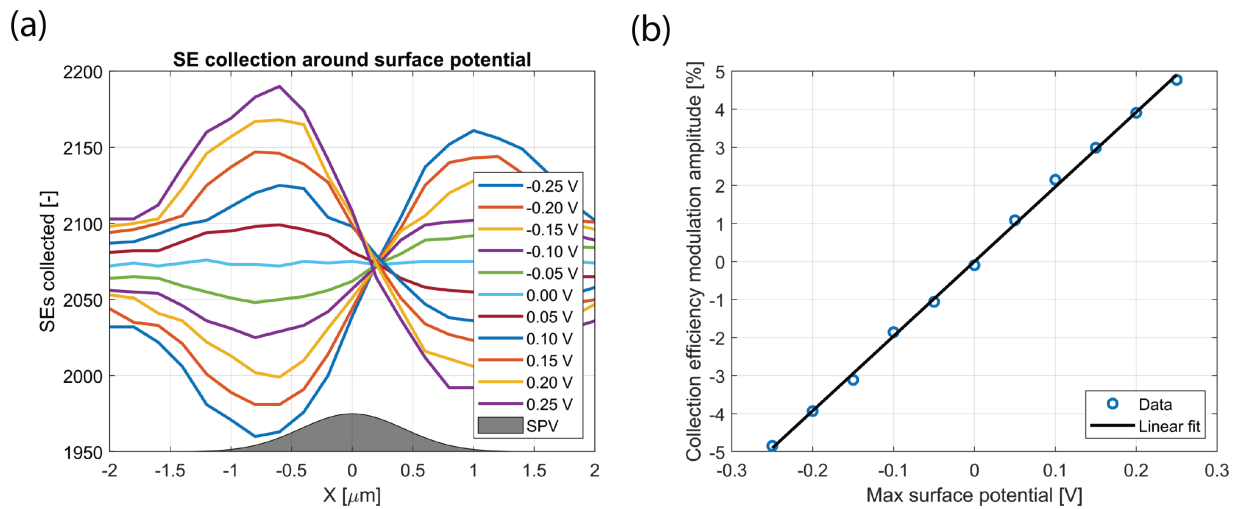 (a)
SE collection around surface potential
SEs collected [-]
2200
2150
2100
2050
2000
1950
-2
-1.5
-1
-0.5
0
0.5
1
1.5
2
X [μm]
-0.25 V
-0.20 V
-0.15 V
-0.10 V
-0.05 V
0.00 V
0.05 V
0.10 V
0.15 V
0.20 V
0.25 V
SPV
(b)
Collection efficiency modulation amplitude [%]
5
4
3
2
1
0
-1
-2
-3
-4
-5
-0.3
-0.2
-0.1
0
0.1
0.2
0.3
Max surface potential [V]
Data
Linear fit